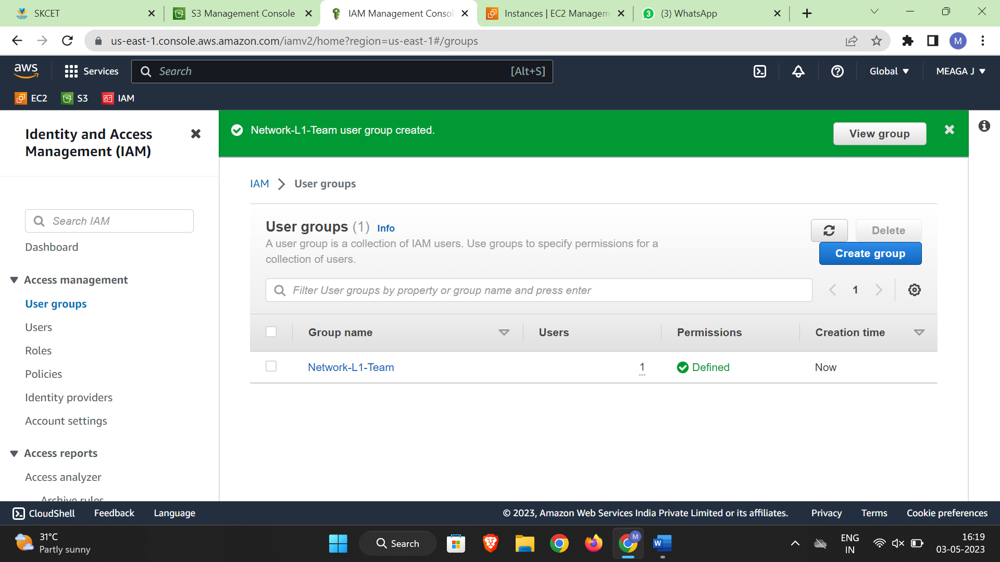 SKCET
S3 Management Console
IAM Management Consol
Instances | EC2 Managem
3
(3) WhatsApp
us-east-1.console.aws.amazon.com/iamv2/home?region=us-east-1#/groups
M
aws
Services
Search
[Alt+S]
Global
MEAGA J
EC2
S3
IAM
Identity and Access
Management (IAM)
Search IAM
Dashboard
Access management
User groups
Users
Roles
Policies
Identity providers
Account settings
Access reports
Access analyzer
Archive rules
Network-L1-Team user group created.
View group
IAM
User groups
User groups (1) Info
A user group is a collection of IAM users. Use groups to specify permissions for a
collection of users.
Delete
Create group
Filter User groups by property or group name and press enter
1
Group name
Users
Permissions
Creation time
Network-L1-Team
1
Defined
Now
CloudShell
Feedback
Language
© 2023, Amazon Web Services India Private Limited or its affiliates.
Privacy
Terms
Cookie preferences
31°C
Partly sunny
Search
M
W
ENG
IN
16:19
03-05-2023